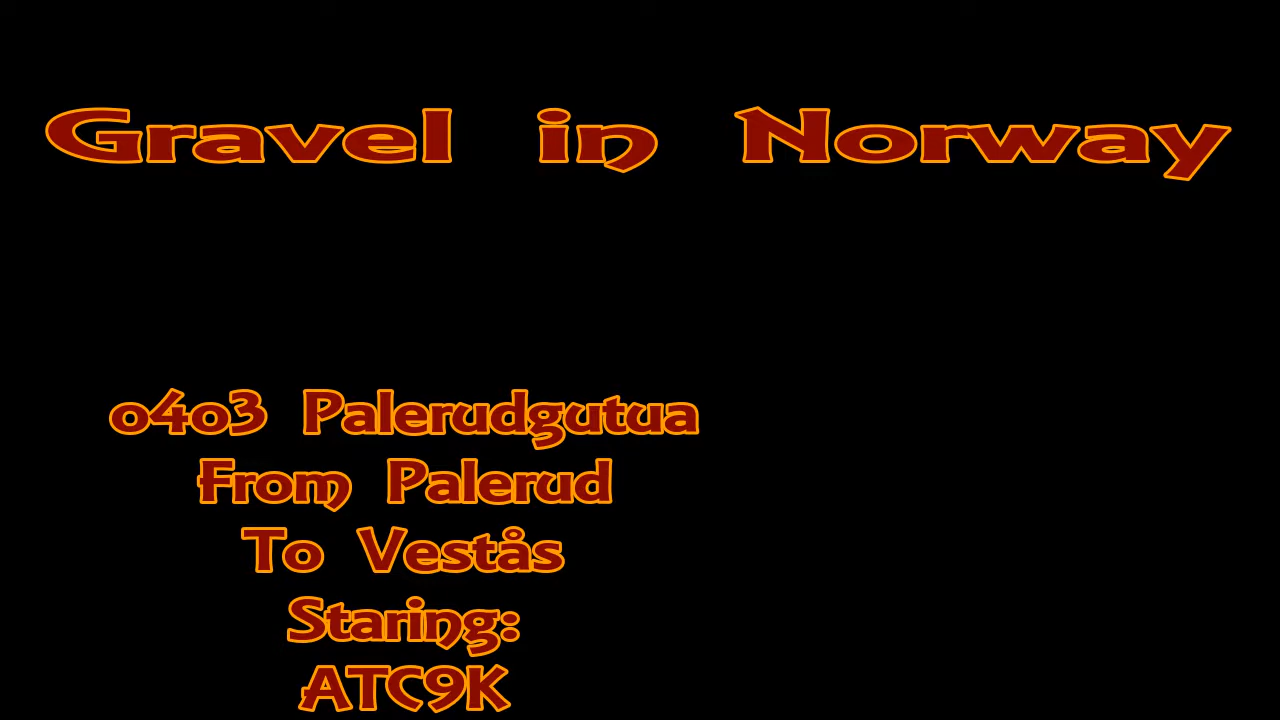 Gravel in Norway
0403 Palerudgutua
From Palerud
To Vestås
Staring:
ATC9K